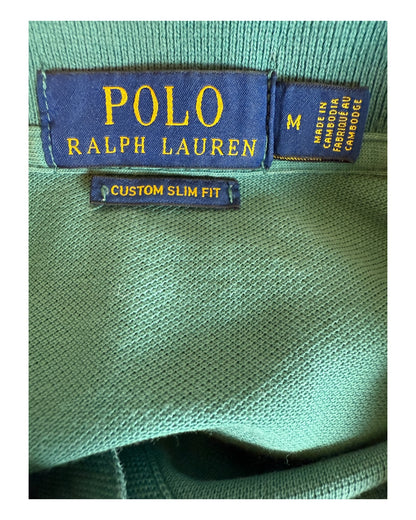 POLO
RALPH LAUREN
M
MADE IN
CAMBODIA
FABRIQUÉ AU
CAMBODGE
CUSTOM SLIM FIT